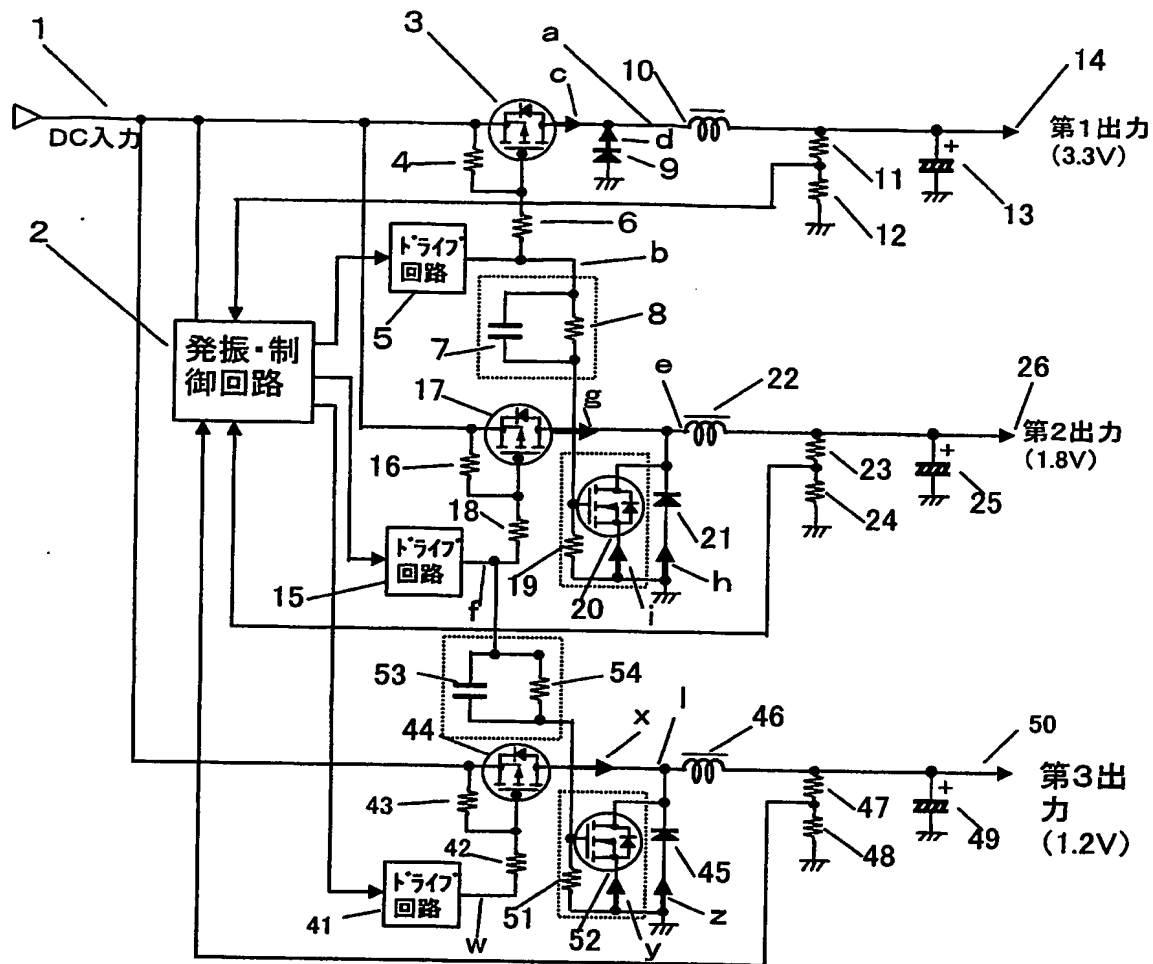 1
DC入力
3
c
a
10
14
第1出力
(3.3V)
4
d
9
11
12
13
6
2
ドライブ
回路
5
b
7
8
発振・制
御回路
17
g
e
22
26
第2出力
(1.8V)
16
18
23
24
25
21
ドライブ
回路
15
f
19
20
i
h
53
54
44
x
l
46
50
第3出
力
(1.2V)
43
42
47
48
49
45
ドライブ
回路
41
w
51
52
y
z
+
+
+